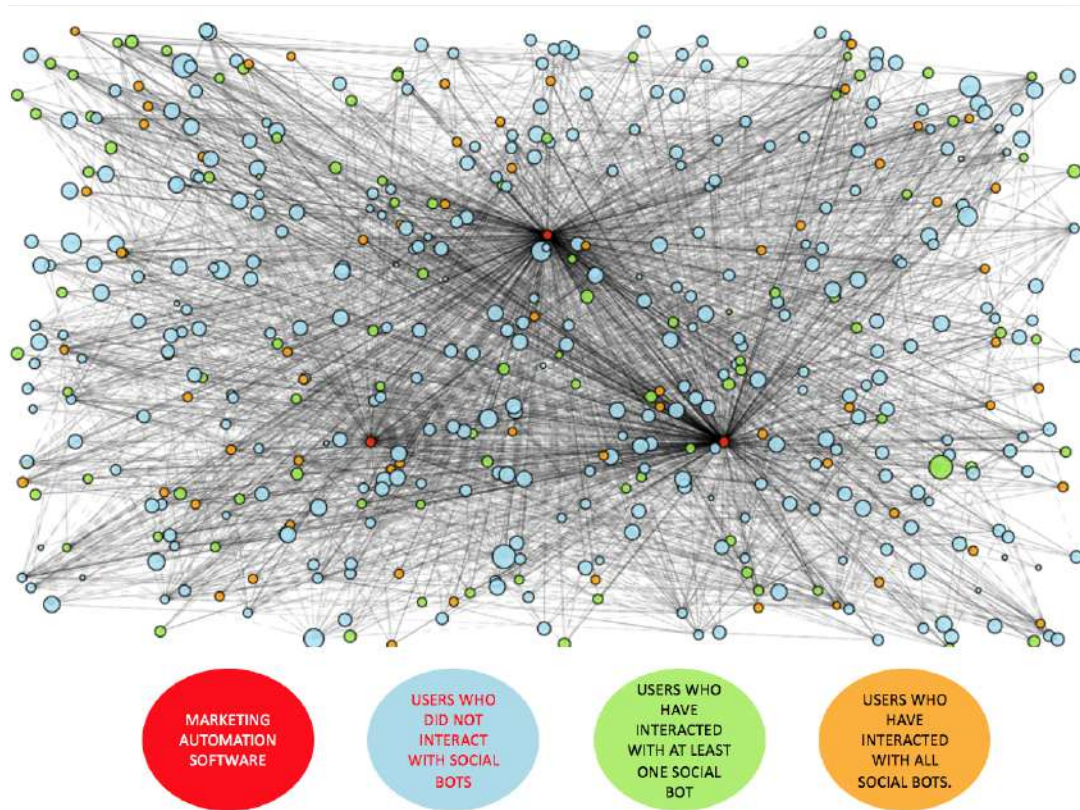 MARKETING
AUTOMATION
SOFTWARE
USERS WHO
DID NOT
INTERACT
WITH SOCIAL
BOTS
USERS WHO
HAVE
INTERACTED
WITH AT LEAST
ONE SOCIAL
BOT
USERS WHO
HAVE
INTERACTED
WITH ALL
SOCIAL BOTS.